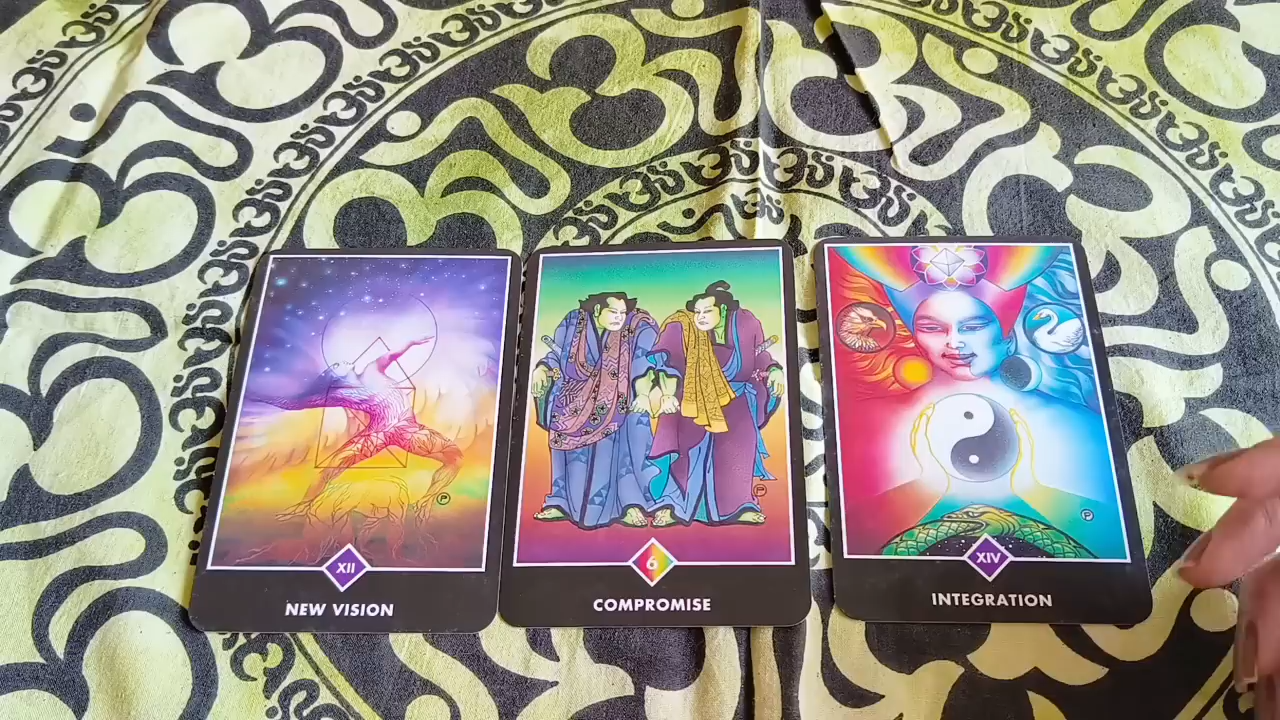 XII
NEW VISION
6
COMPROMISE
XIV
INTEGRATION
P
P
P
ॐ